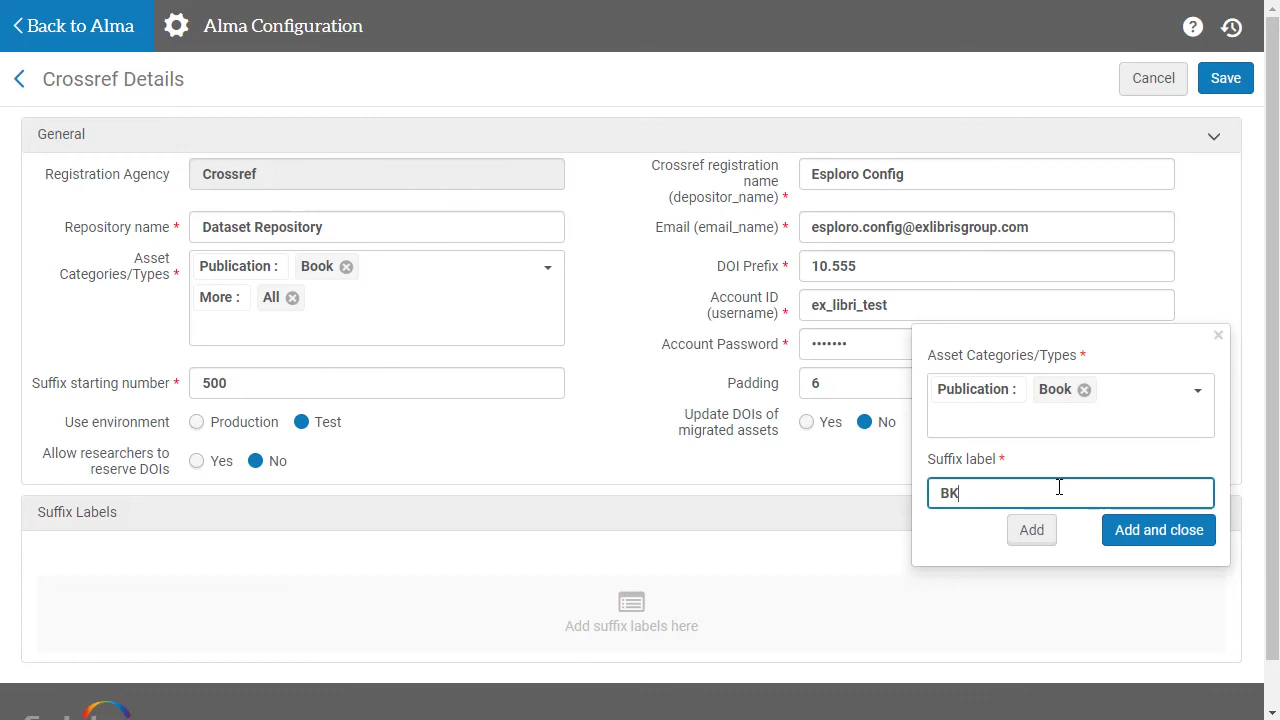 Back to Alma
Alma Configuration
Crossref Details
Cancel
Save
General
Registration Agency
Crossref
Crossref registration
name
(depositor_name) *
Esploro Config
Repository name *
Dataset Repository
Email (email_name) *
esploro.config@exlibrisgroup.com
Asset
Categories/Types *
Publication :
Book
More :
All
DOI Prefix *
10.555
Account ID
(username) *
ex_libri_test
Account Password *
•••••••
Suffix starting number *
500
Padding
6
Use environment
Production
Test
Update DOIs of
migrated assets
Yes
No
Allow researchers to
reserve DOIs
Yes
No
Asset Categories/Types *
Publication :
Book
Suffix label *
BK
Add
Add and close
Suffix Labels
Add suffix labels here